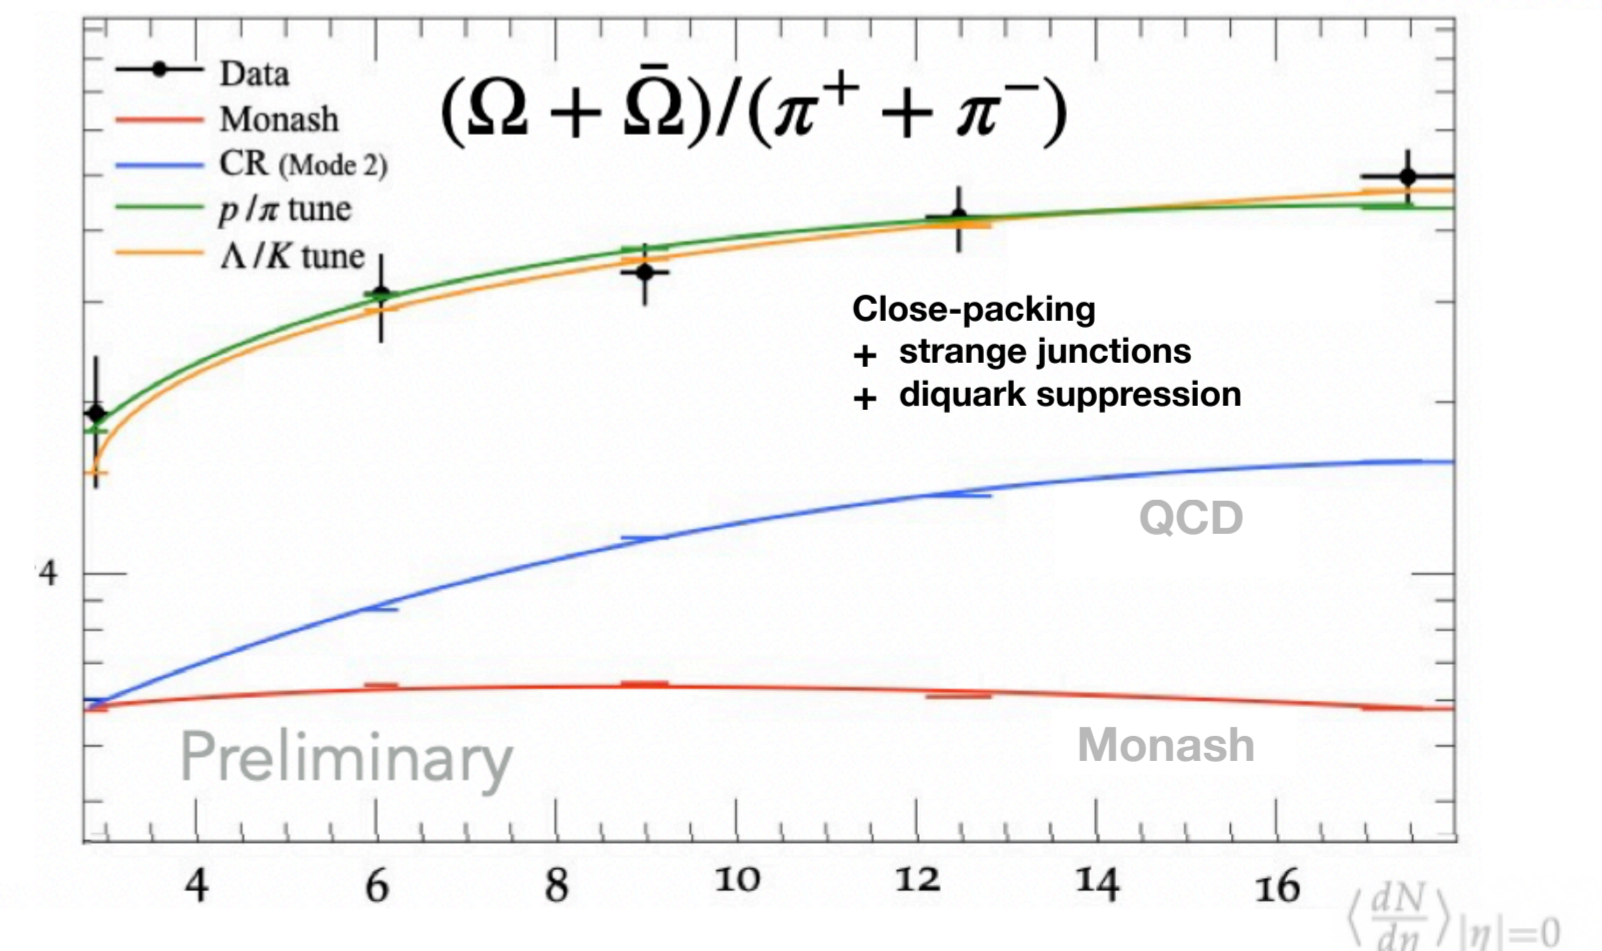 Data
Monash
CR (Mode 2)
p/π tune
Λ/K tune
(Ω + Ω̄)/(π⁺ + π⁻)
Close-packing
+ strange junctions
+ diquark suppression
QCD
4
Monash
Preliminary
4 6 8 10 12 14 16
⟨dN/dη⟩|η|=0